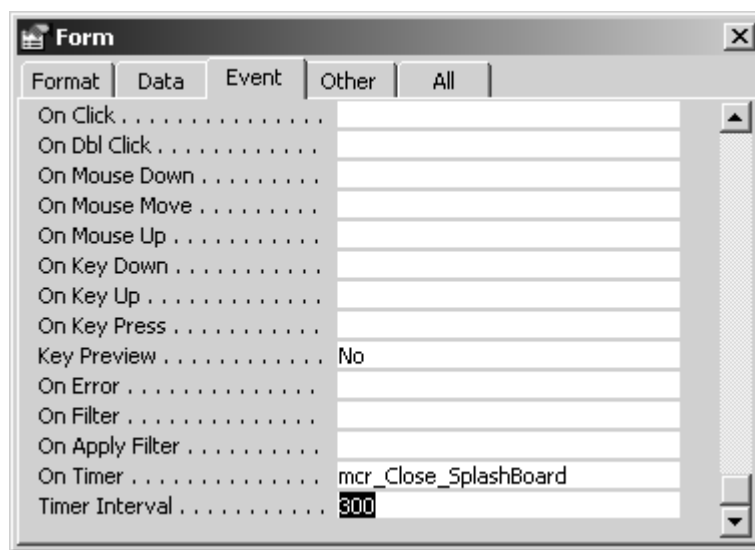 Form
Format Data Event Other All
On Click . . . . . . . . . . . . . . .
On Dbl Click . . . . . . . . . . . . .
On Mouse Down . . . . . . . . .
On Mouse Move . . . . . . . . .
On Mouse Up . . . . . . . . . . .
On Key Down . . . . . . . . . . .
On Key Up . . . . . . . . . . . . .
On Key Press . . . . . . . . . . .
Key Preview . . . . . . . . . . . . No
On Error . . . . . . . . . . . . . .
On Filter . . . . . . . . . . . . . .
On Apply Filter . . . . . . . . . .
On Timer . . . . . . . . . . . . . . mcr_Close_SplashBoard
Timer Interval . . . . . . . . . . . 300